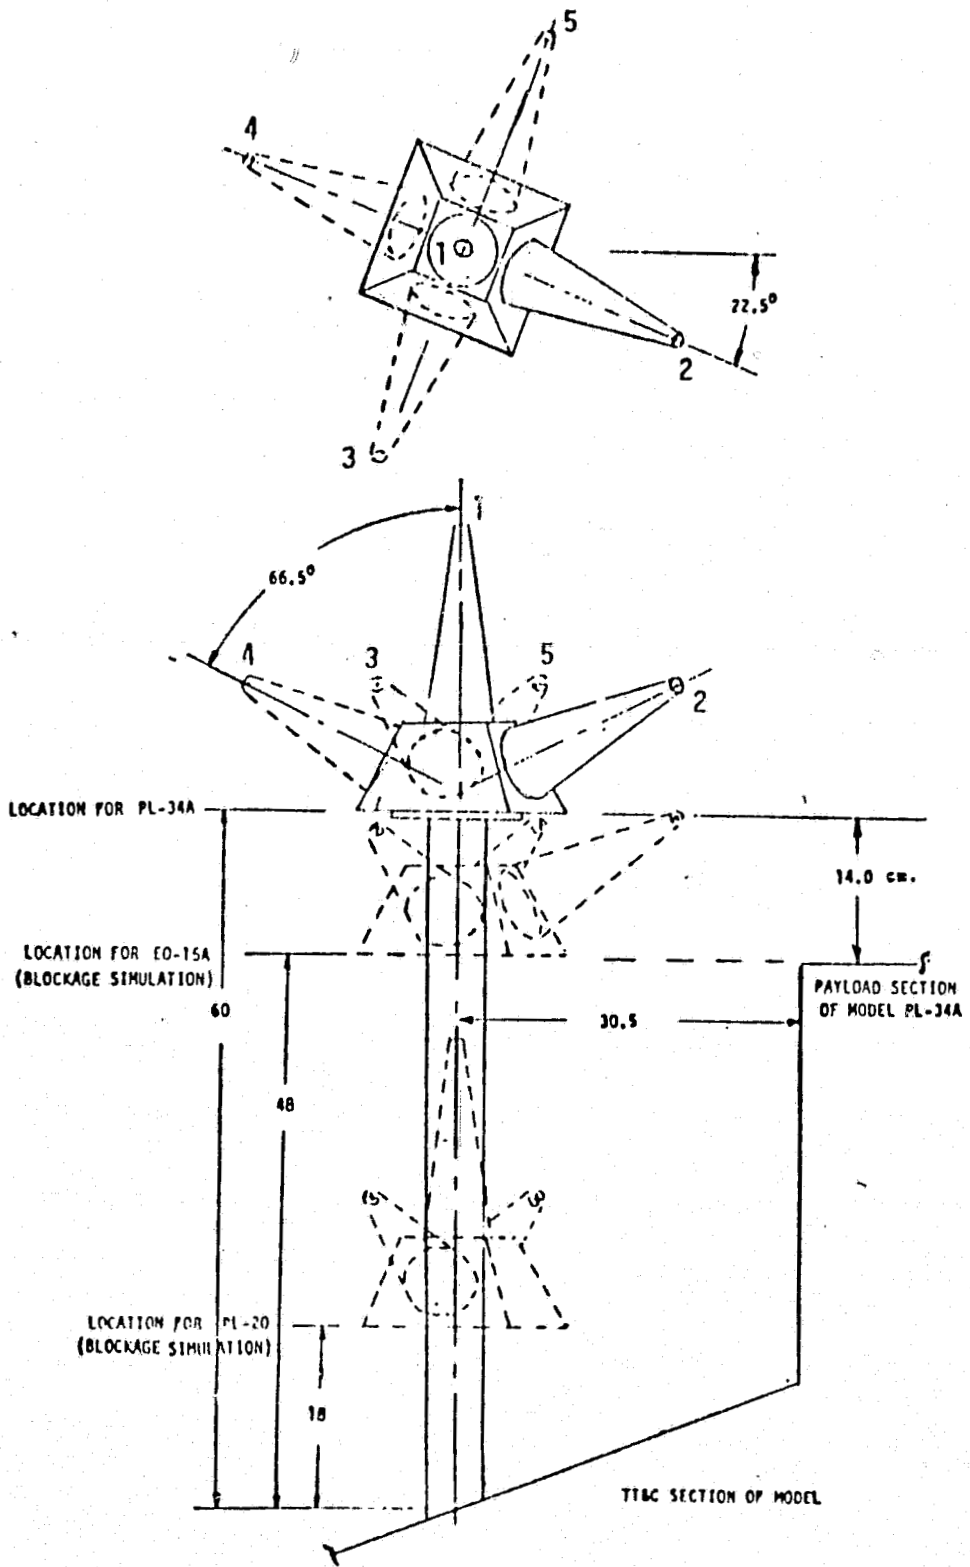 5
4
1
22.5°
2
3
1
66.5°
4
3
5
2
LOCATION FOR PL-34A
14.0 cm.
LOCATION FOR EO-15A
(BLOCKAGE SIMULATION)
PAYLOAD SECTION
OF MODEL PL-34A
60
30.5
48
LOCATION FOR PL-20
(BLOCKAGE SIMULATION)
18
TT&C SECTION OF MODEL